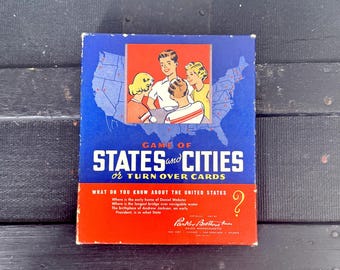 GAME OF
STATES and CITIES
or TURN OVER CARDS
WHAT DO YOU KNOW ABOUT THE UNITED STATES ?
Where is the early home of Daniel Webster
Where is the longest bridge over navigable water
The birthplace of Andrew Jackson, an early
President, is in what State
Parker Brothers Inc
SALEM, MASSACHUSETTS